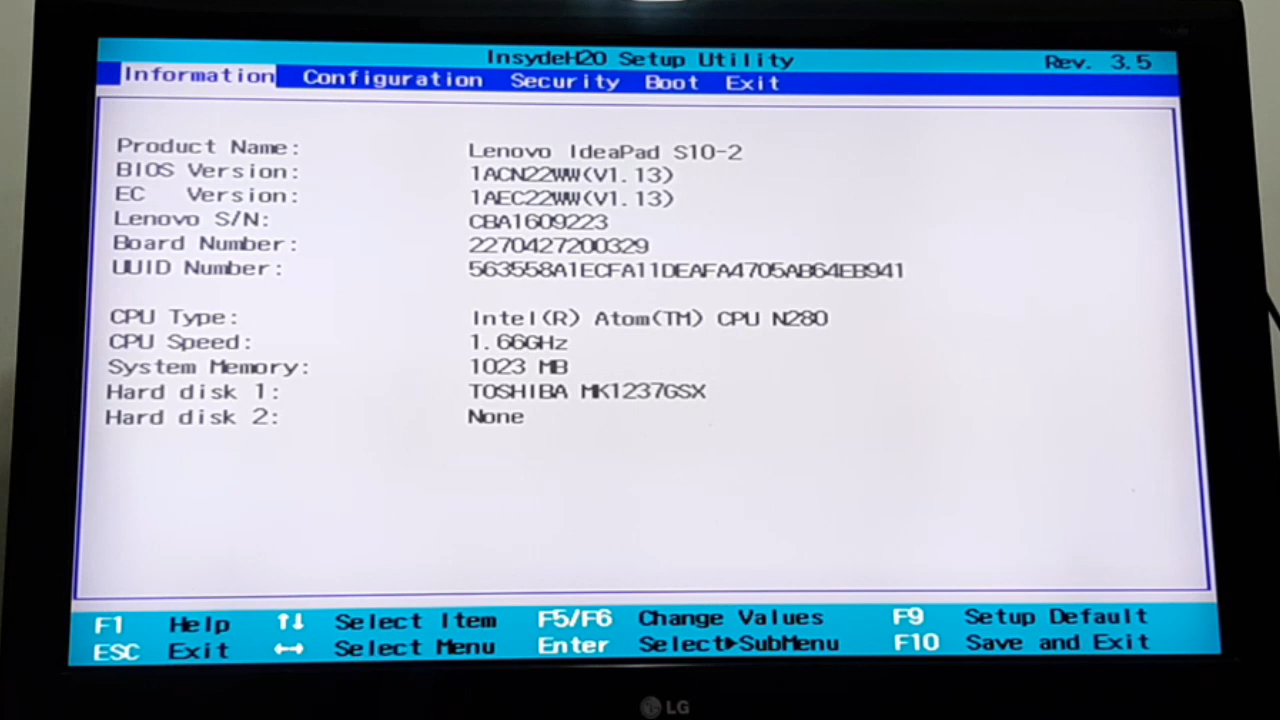 InsydeH2O Setup Utility Rev. 3.5
Information Configuration Security Boot Exit
Product Name: Lenovo IdeaPad S10-2
BIOS Version: 1ACN22WW(V1.13)
EC Version: 1AEC22WW(V1.13)
Lenovo S/N: CBA1609223
Board Number: 2270427200329
UUID Number: 563558A1ECFA11DEAFA4705AB64EB941
CPU Type: Intel(R) Atom(TM) CPU N280
CPU Speed: 1.66GHz
System Memory: 1023 MB
Hard disk 1: TOSHIBA MK1237GSX
Hard disk 2: None
F1 Help ↑↓ Select Item F5/F6 Change Values F9 Setup Default
ESC Exit ↔ Select Menu Enter Select▶SubMenu F10 Save and Exit
LG